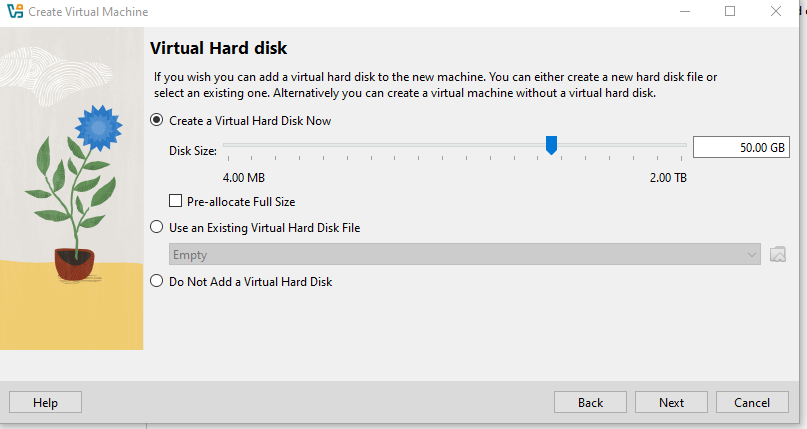 Create Virtual Machine
Virtual Hard disk
If you wish you can add a virtual hard disk to the new machine. You can either create a new hard disk file or
select an existing one. Alternatively you can create a virtual machine without a virtual hard disk.
Create a Virtual Hard Disk Now
Disk Size:
50.00 GB
4.00 MB
2.00 TB
Pre-allocate Full Size
Use an Existing Virtual Hard Disk File
Empty
Do Not Add a Virtual Hard Disk
Help
Back
Next
Cancel